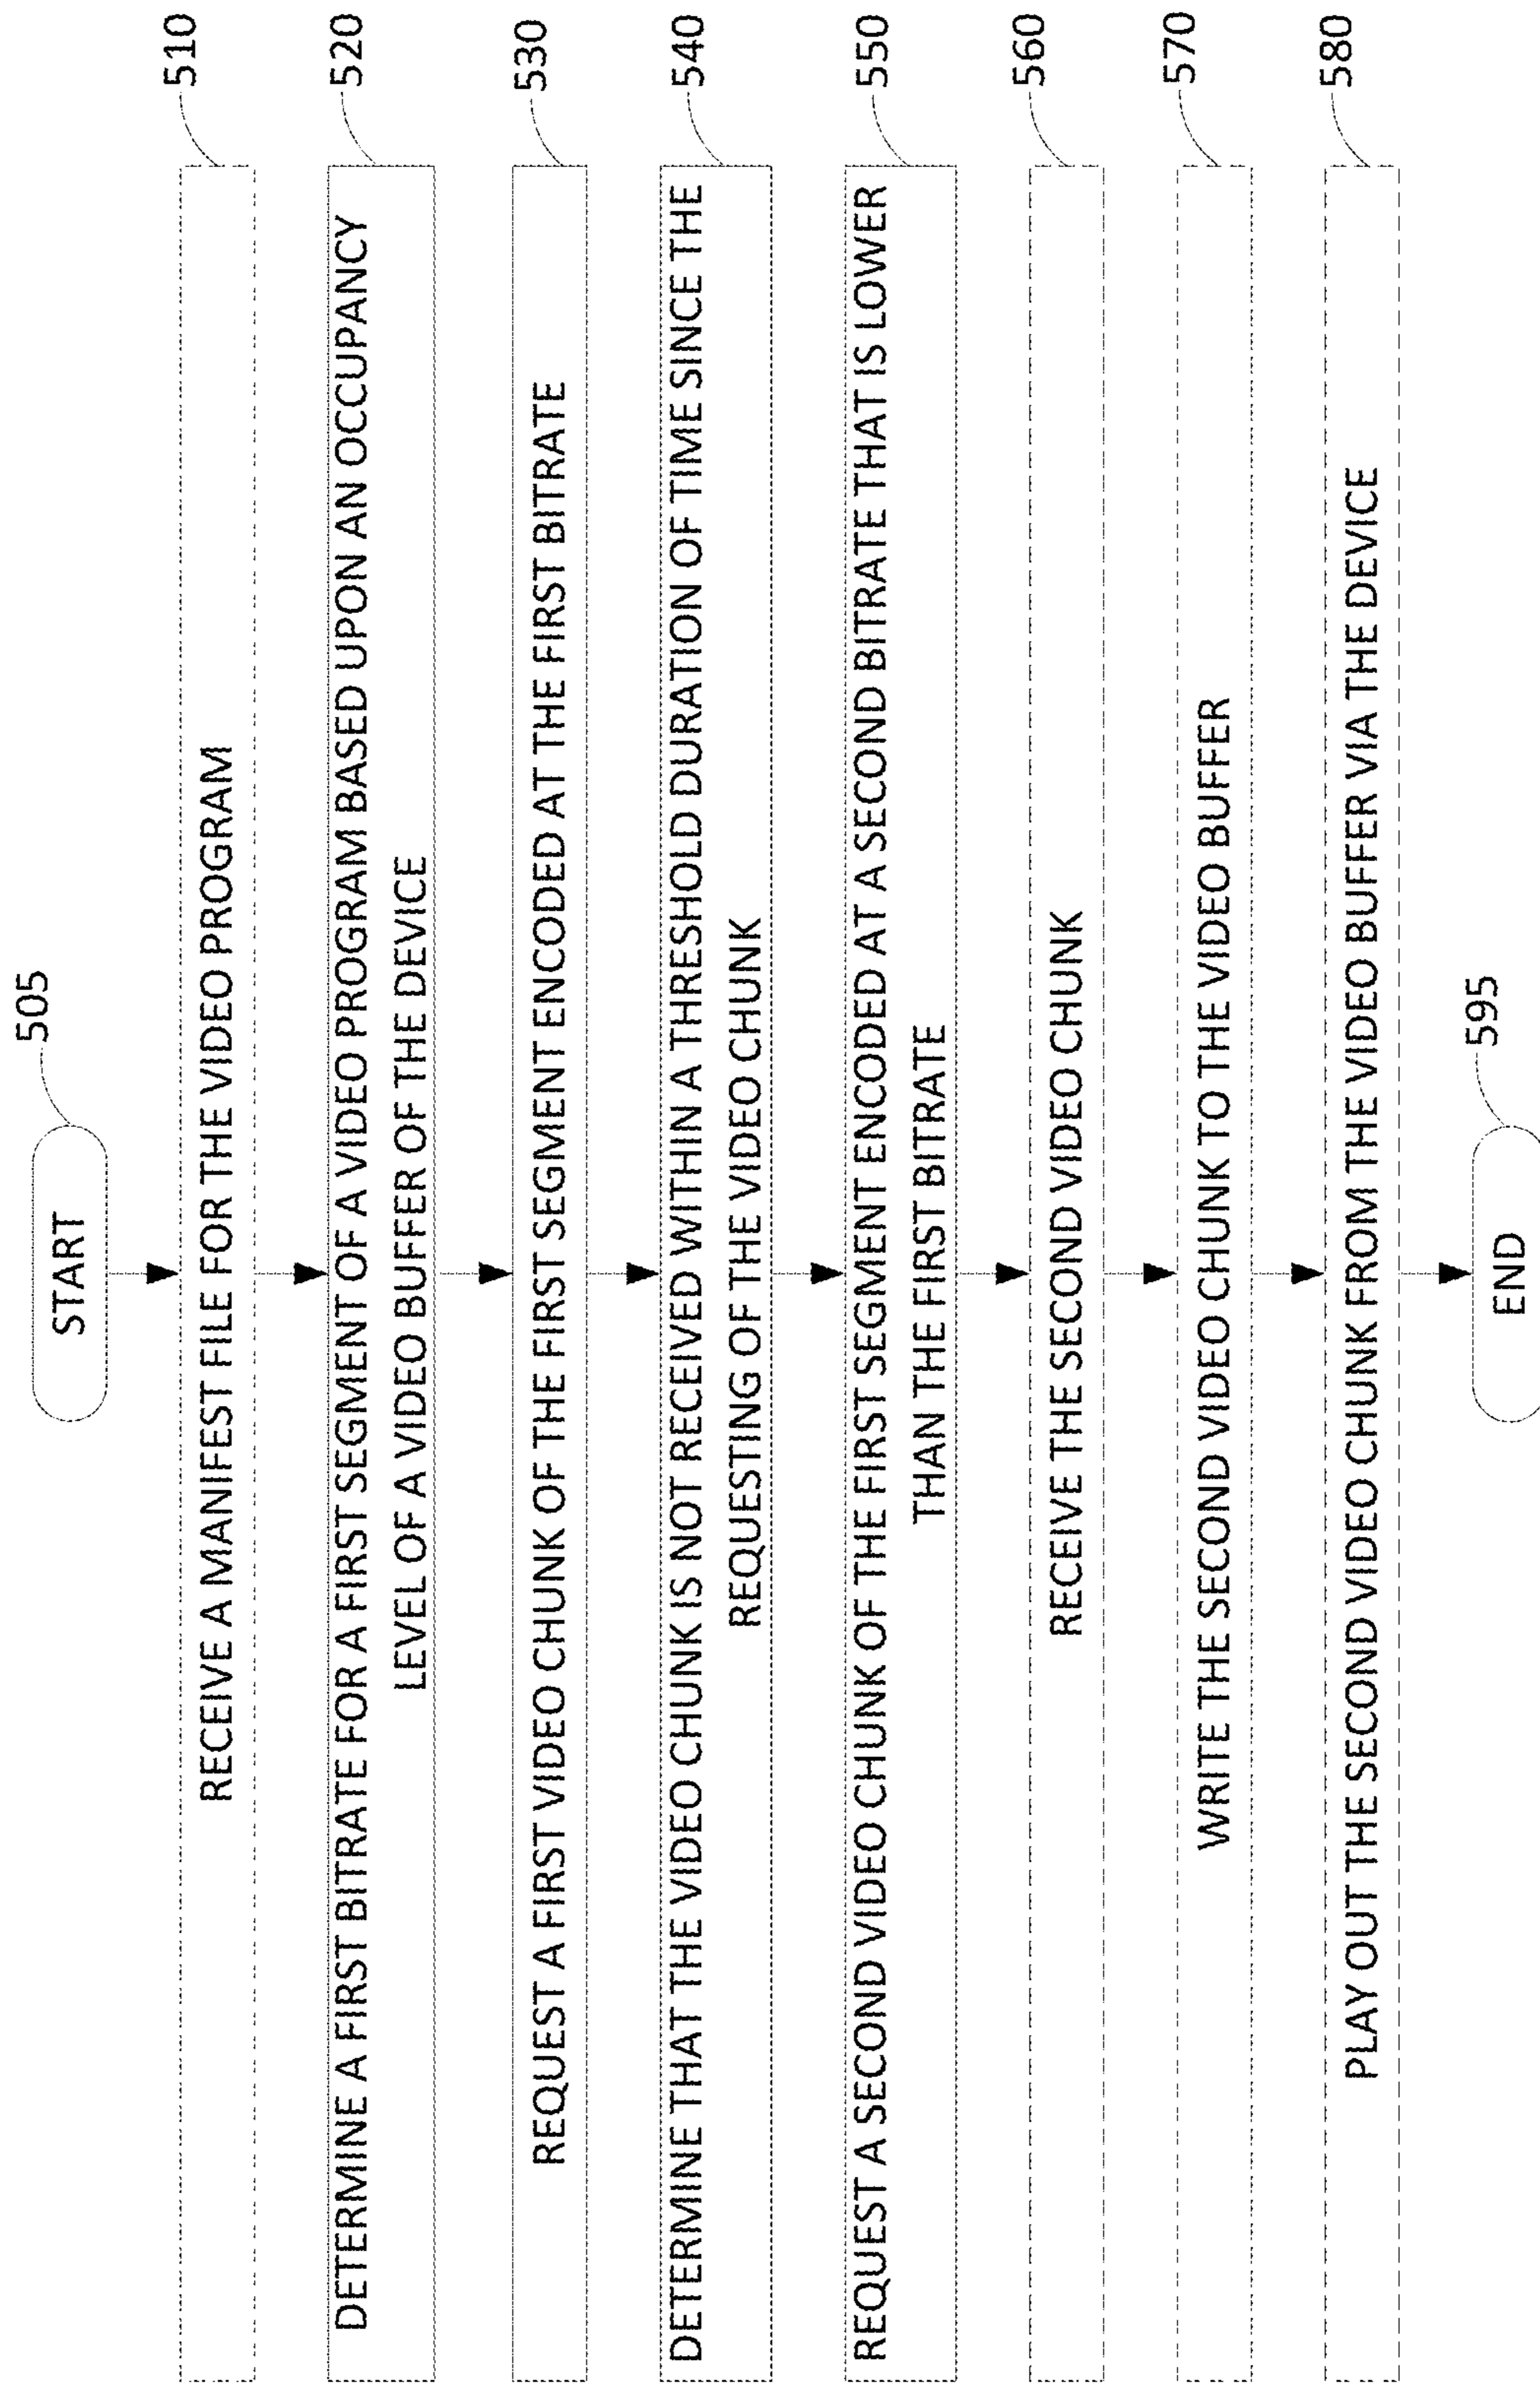 505
START
510
RECEIVE A MANIFEST FILE FOR THE VIDEO PROGRAM
520
DETERMINE A FIRST BITRATE FOR A FIRST SEGMENT OF A VIDEO PROGRAM BASED UPON AN OCCUPANCY
LEVEL OF A VIDEO BUFFER OF THE DEVICE
530
REQUEST A FIRST VIDEO CHUNK OF THE FIRST SEGMENT ENCODED AT THE FIRST BITRATE
540
DETERMINE THAT THE VIDEO CHUNK IS NOT RECEIVED WITHIN A THRESHOLD DURATION OF TIME SINCE THE
REQUESTING OF THE VIDEO CHUNK
550
REQUEST A SECOND VIDEO CHUNK OF THE FIRST SEGMENT ENCODED AT A SECOND BITRATE THAT IS LOWER
THAN THE FIRST BITRATE
560
RECEIVE THE SECOND VIDEO CHUNK
570
WRITE THE SECOND VIDEO CHUNK TO THE VIDEO BUFFER
580
PLAY OUT THE SECOND VIDEO CHUNK FROM THE VIDEO BUFFER VIA THE DEVICE
595
END